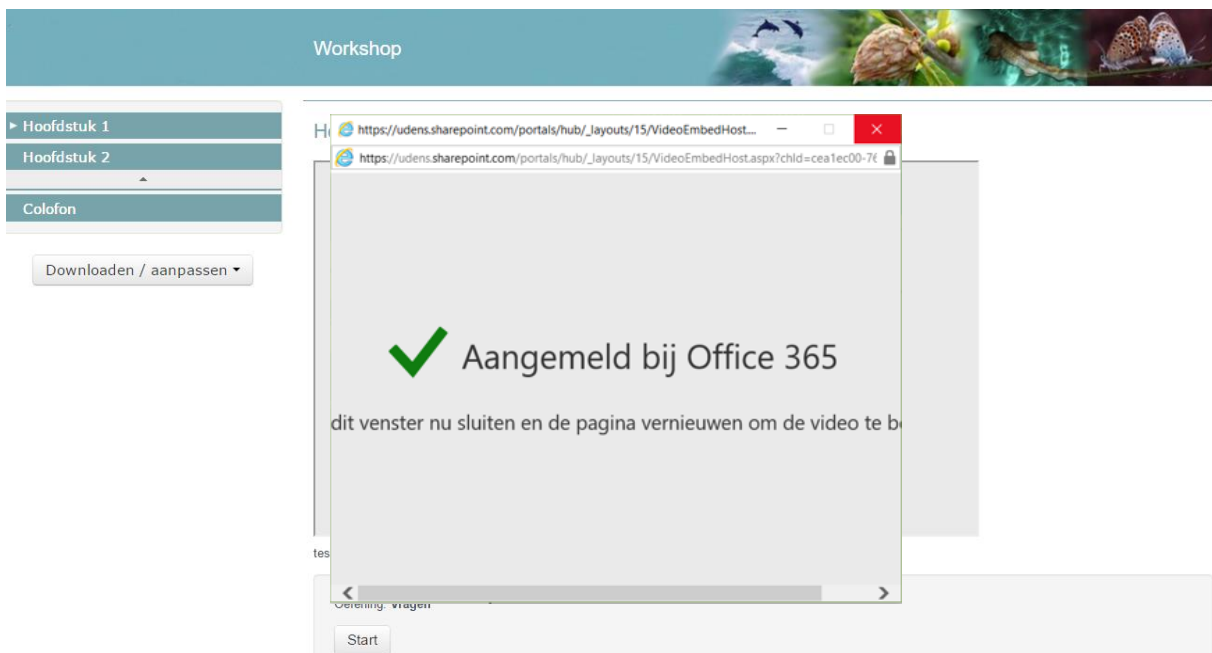 Workshop
Hoofdstuk 1
Hoofdstuk 2
Colofon
Downloaden / aanpassen
https://udens.sharepoint.com/portals/hub/_layouts/15/VideoEmbedHost....
https://udens.sharepoint.com/portals/hub/_layouts/15/VideoEmbedHost.aspx?chId=cea1ec00-76
Aangemeld bij Office 365
dit venster nu sluiten en de pagina vernieuwen om de video te b
tes
Oefening: Vragen
Start